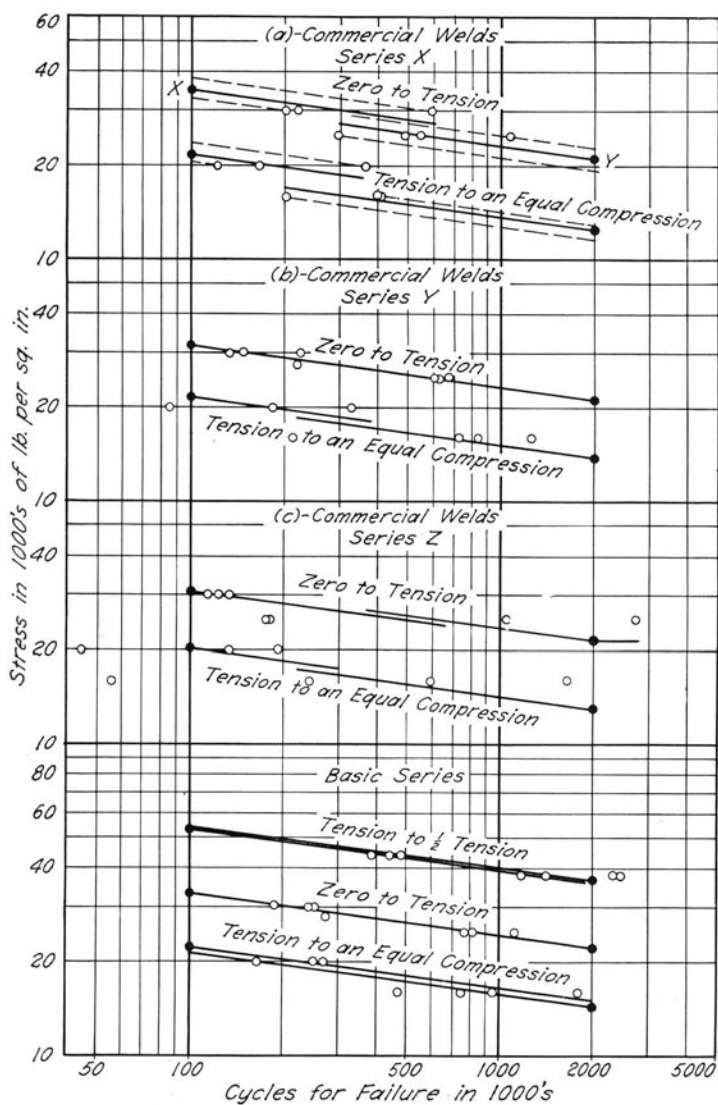 60
(a)-Commercial Welds
Series X
40
X
Zero to Tension
20
Y
Tension to an Equal Compression
10
(b)-Commercial Welds
Series Y
40
Zero to Tension
20
Tension to an Equal Compression
10
(c)-Commercial Welds
Series Z
40
Zero to Tension
20
Tension to an Equal Compression
10
80
Basic Series
60
Tension to ½ Tension
40
Zero to Tension
20
Tension to an Equal Compression
10
50 100 200 500 1000 2000 5000
Cycles for Failure in 1000's
Stress in 1000's of lb. per sq. in.